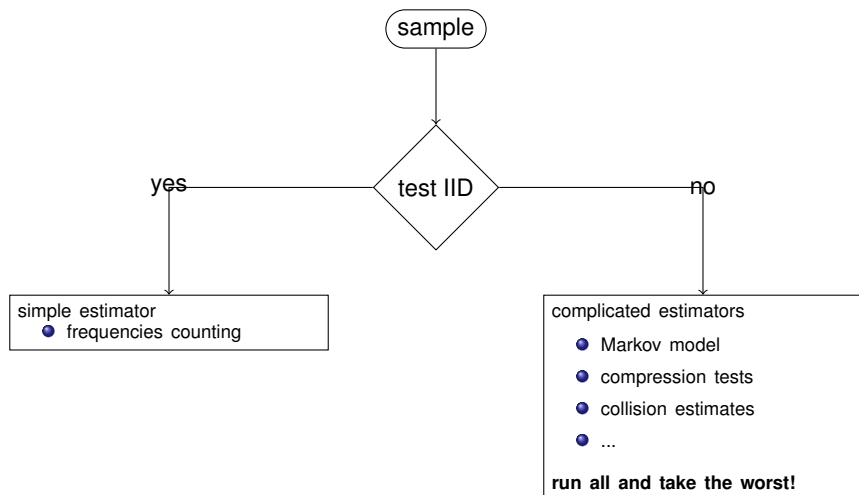 sample
test IID
yes
no
simple estimator
frequencies counting
complicated estimators
Markov model
compression tests
collision estimates
...
run all and take the worst!